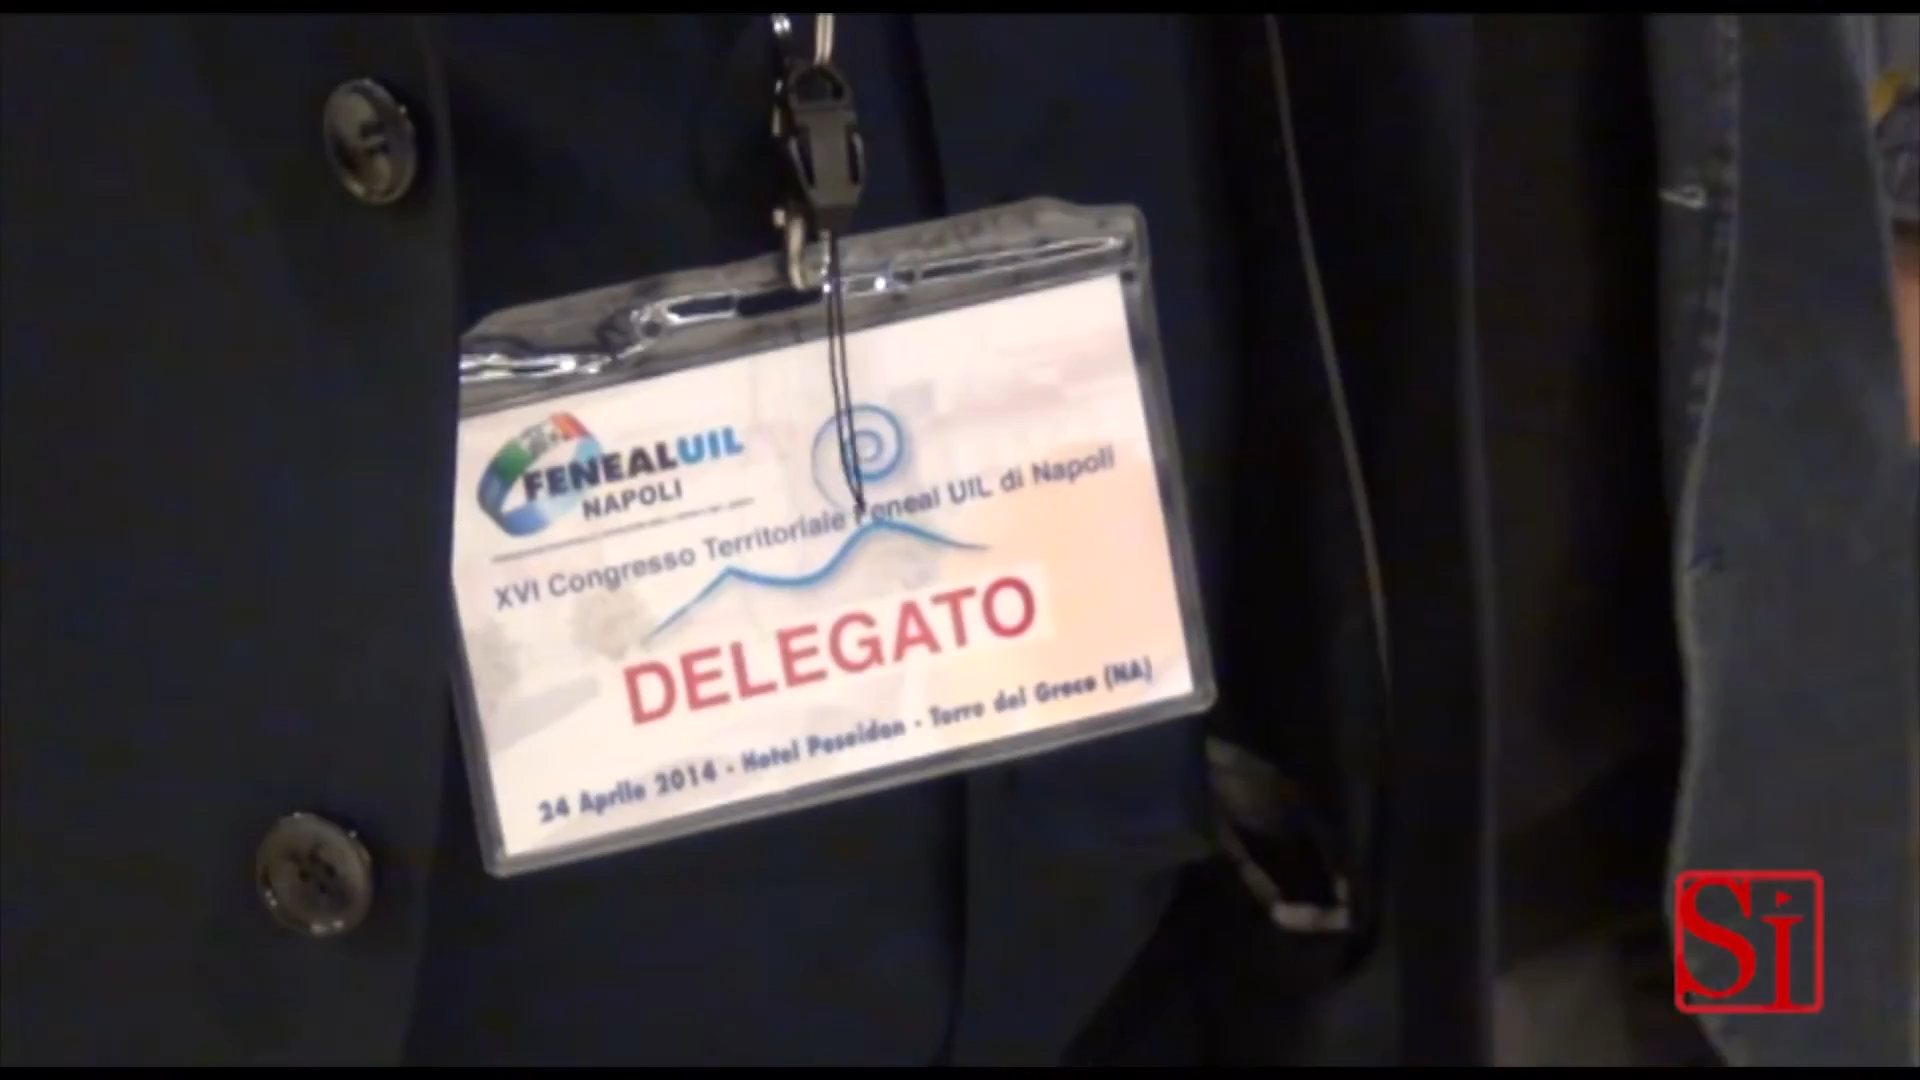 FENEALUIL
NAPOLI
XVI Congresso Territoriale Feneal UIL di Napoli
DELEGATO
24 Aprile 2014 - Hotel Poseidon - Torre del Greco (NA)
Si